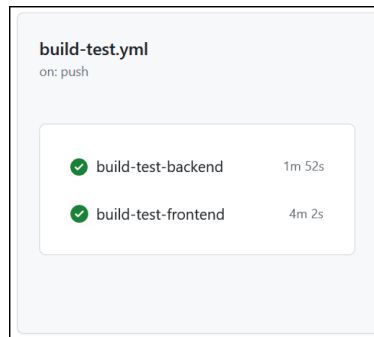 build-test.yml
on: push
build-test-backend 1m 52s
build-test-frontend 4m 2s